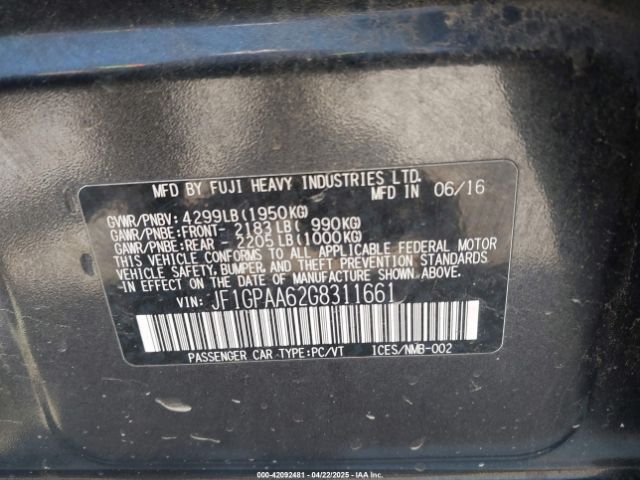 MFD BY FUJI HEAVY INDUSTRIES LTD.
MFD IN 06/16
GVWR/PNBV: 4299LB(1950KG)
GAWR/PNBE:FRONT- 2183LB( 990KG)
GAWR/PNBE:REAR - 2205LB(1000KG)
THIS VEHICLE CONFORMS TO ALL APPLICABLE FEDERAL MOTOR
VEHICLE SAFETY, BUMPER, AND THEFT PREVENTION STANDARDS
IN EFFECT ON THE DATE OF MANUFACTURE SHOWN ABOVE.
VIN: JF1GPAA62G8311661
PASSENGER CAR TYPE:PC/VT ICES/NMB-002
000-42092481 - 04/22/2025 - IAAI.COM